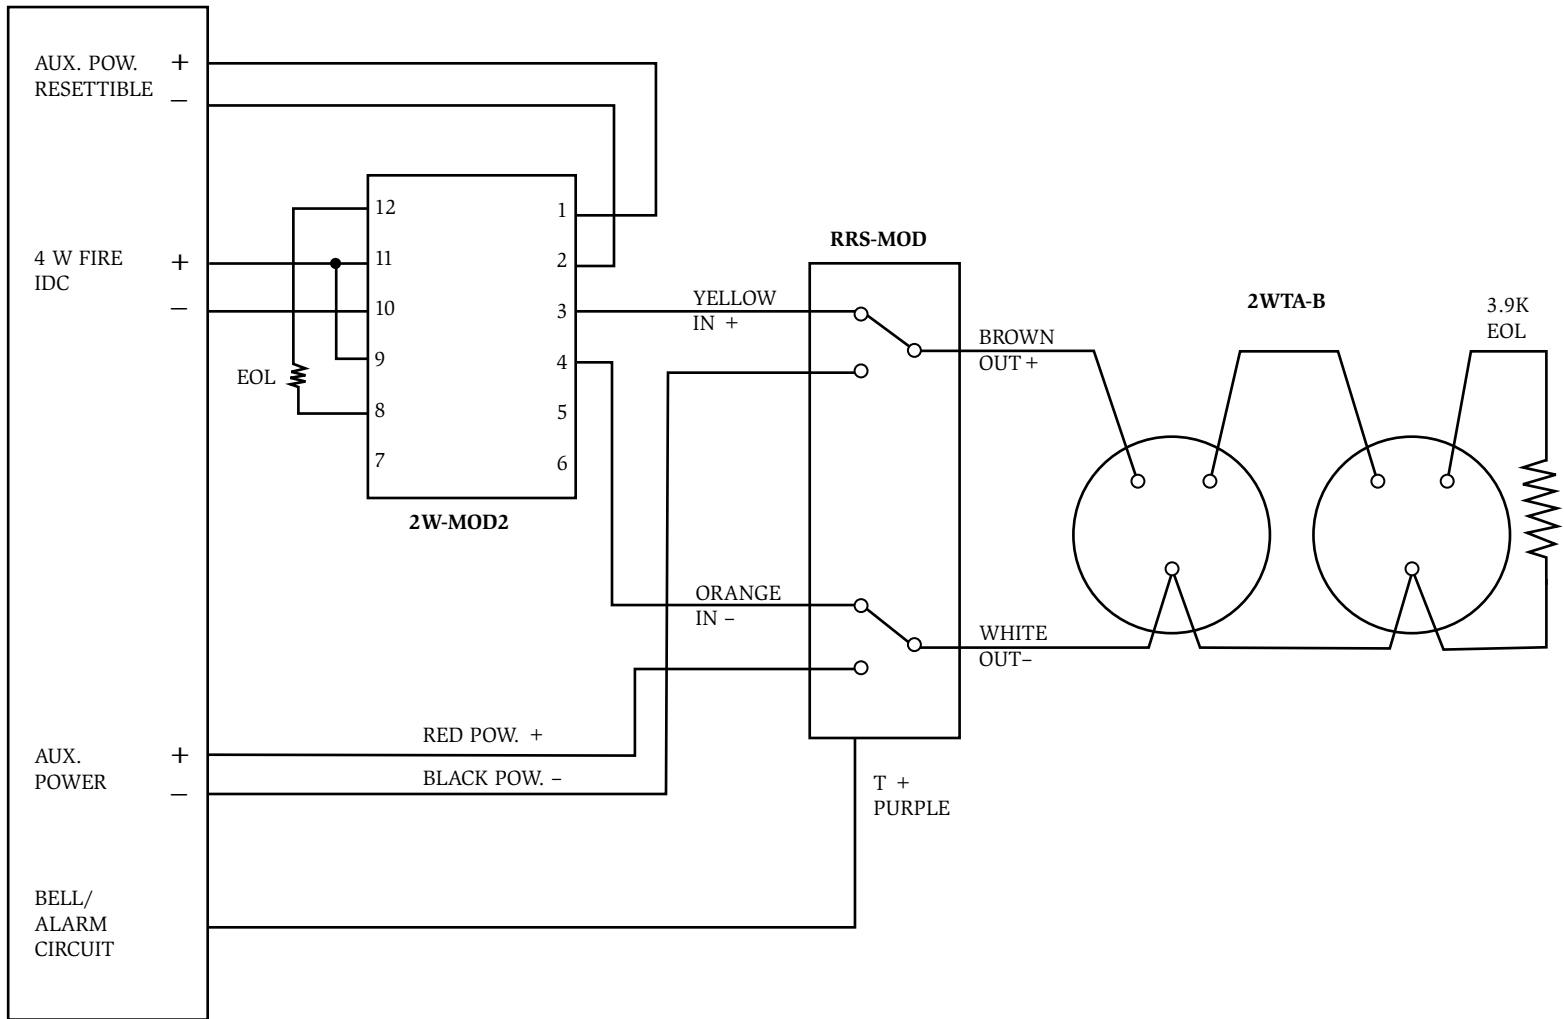 AUX. POW. +
RESETTIBLE –
4 W FIRE +
IDC
–
12
11
10
9
8
7
EOL
1
2
3
4
5
6
2W-MOD2
YELLOW
IN +
ORANGE
IN –
RRS-MOD
BROWN
OUT +
WHITE
OUT–
2WTA-B
3.9K
EOL
AUX. +
POWER
–
RED POW. +
BLACK POW. –
T +
PURPLE
BELL/
ALARM
CIRCUIT